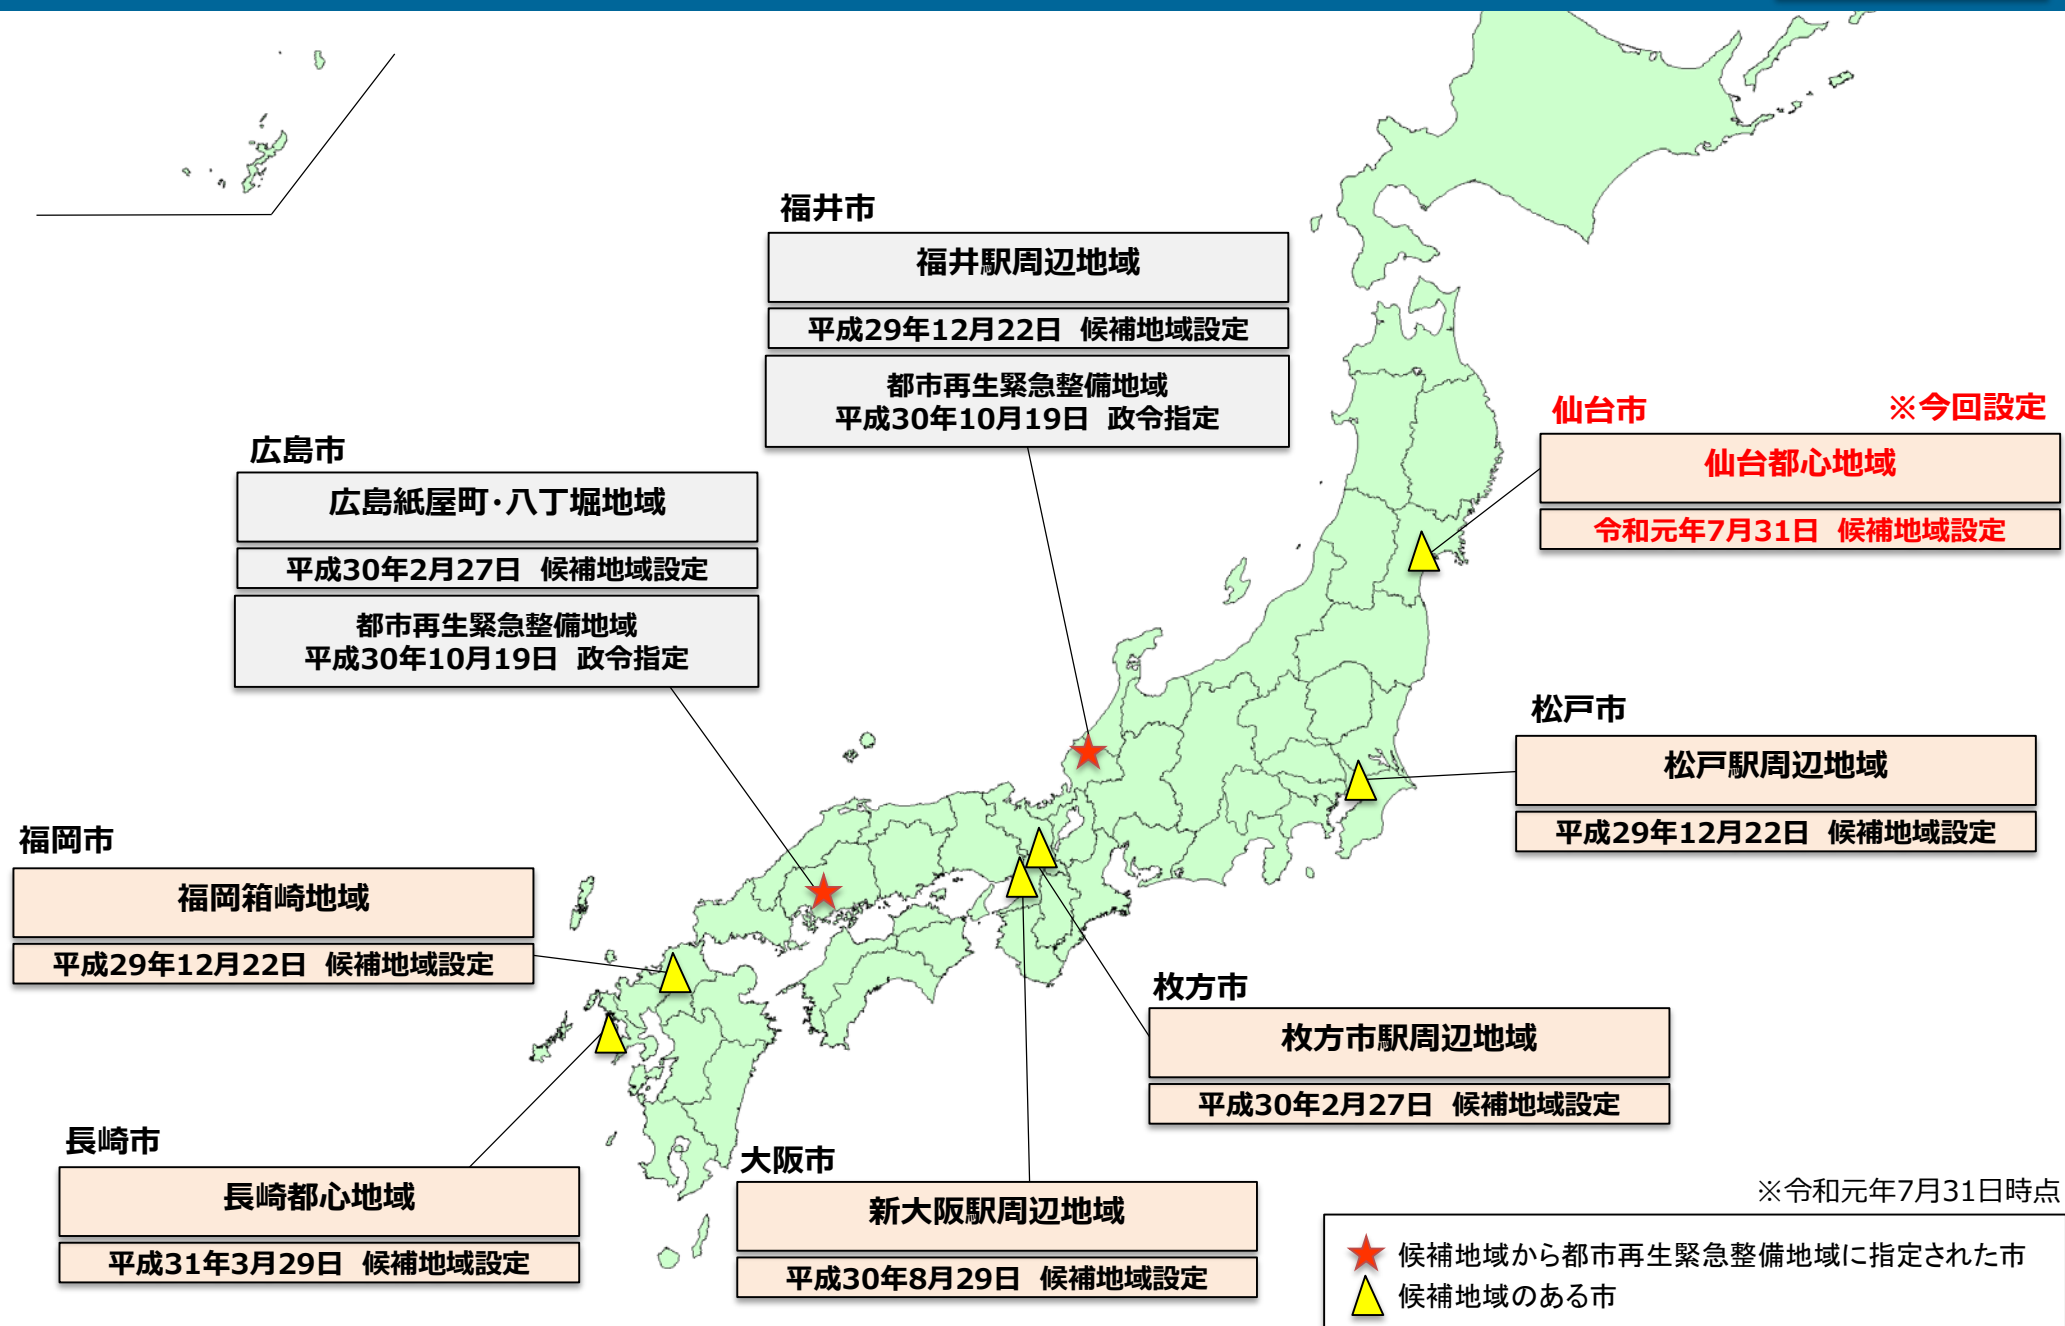 福井市
福井駅周辺地域
平成29年12月22日 候補地域設定
都市再生緊急整備地域
平成30年10月19日 政令指定
仙台市 ※今回設定
仙台都心地域
令和元年7月31日 候補地域設定
広島市
広島紙屋町・八丁堀地域
平成30年2月27日 候補地域設定
都市再生緊急整備地域
平成30年10月19日 政令指定
松戸市
松戸駅周辺地域
平成29年12月22日 候補地域設定
福岡市
福岡箱崎地域
平成29年12月22日 候補地域設定
枚方市
枚方市駅周辺地域
平成30年2月27日 候補地域設定
長崎市
長崎都心地域
平成31年3月29日 候補地域設定
大阪市
新大阪駅周辺地域
平成30年8月29日 候補地域設定
※令和元年7月31日時点
候補地域から都市再生緊急整備地域に指定された市
候補地域のある市